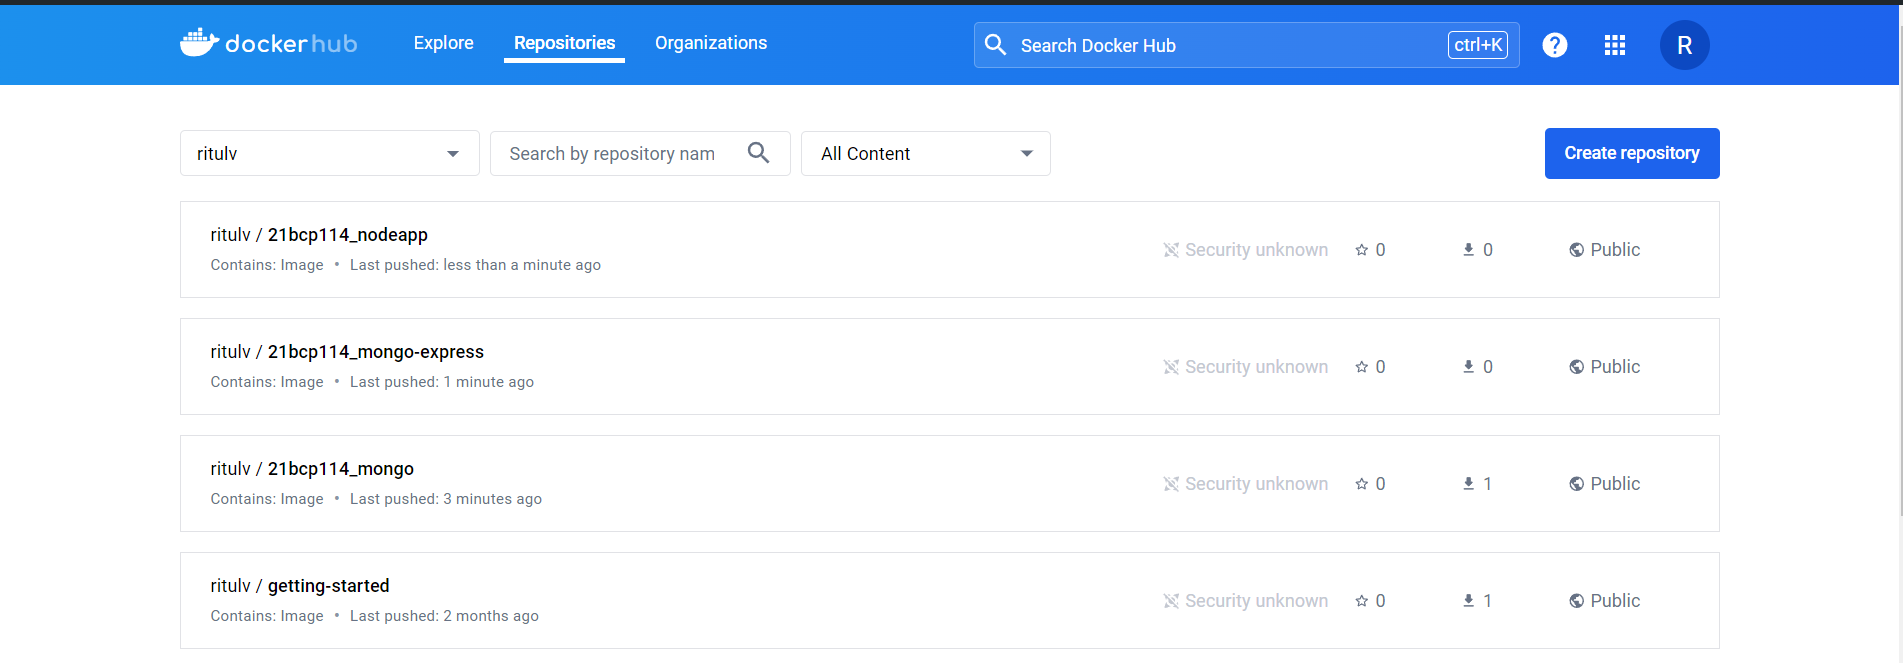 dockerhub Explore Repositories Organizations Search Docker Hub ctrl+K ? R
ritulv Search by repository nam All Content Create repository
ritulv / 21bcp114_nodeapp
Contains: Image • Last pushed: less than a minute ago
Security unknown 0 0 Public
ritulv / 21bcp114_mongo-express
Contains: Image • Last pushed: 1 minute ago
Security unknown 0 0 Public
ritulv / 21bcp114_mongo
Contains: Image • Last pushed: 3 minutes ago
Security unknown 0 1 Public
ritulv / getting-started
Contains: Image • Last pushed: 2 months ago
Security unknown 0 1 Public